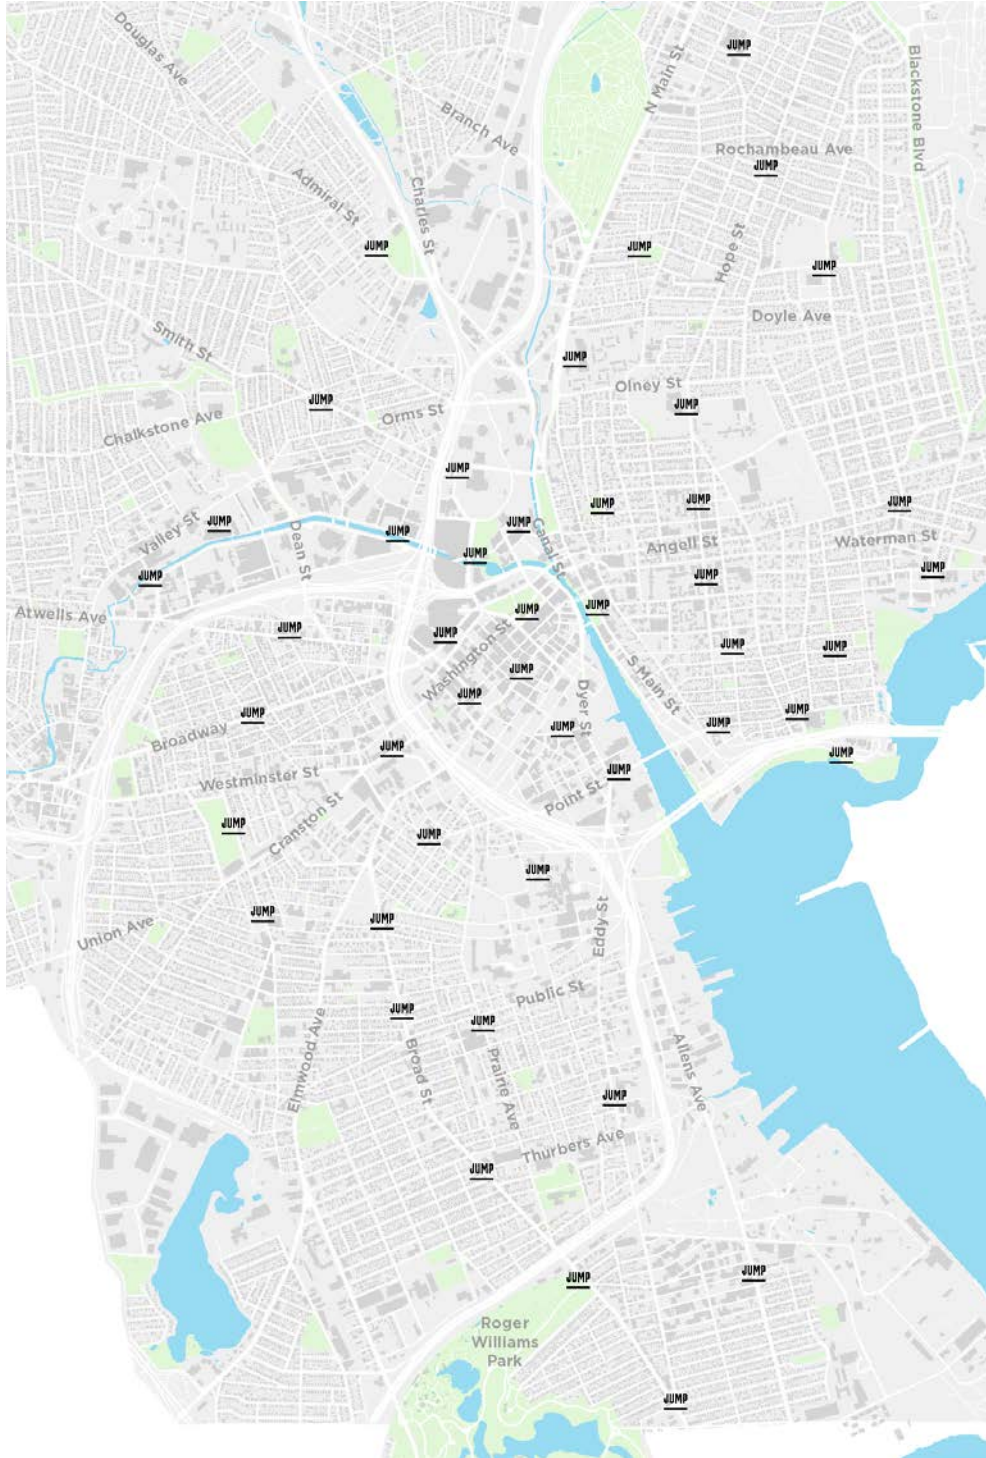 JUMP
Douglas Ave
N Main St
Blackstone Blvd
Branch Ave
Rochambeau Ave
JUMP
Admiral St
Charles St
JUMP
JUMP
Hope St
JUMP
Doyle Ave
Smith St
JUMP
Olney St
JUMP
JUMP
Orms St
Chalkstone Ave
JUMP
JUMP
JUMP
JUMP
Valley St
JUMP
JUMP
JUMP
Dean St
Canal St
Angell St
Waterman St
JUMP
JUMP
JUMP
JUMP
Atwells Ave
JUMP
JUMP
JUMP
JUMP
Washington St
JUMP
JUMP
JUMP
S Main St
JUMP
Dyer St
JUMP
Broadway
JUMP
JUMP
JUMP
JUMP
JUMP
Westminster St
JUMP
Point St
Cranston St
JUMP
JUMP
JUMP
Union Ave
JUMP
JUMP
Eddy St
Public St
JUMP
JUMP
Elmwood Ave
Broad St
Prairie Ave
Allens Ave
JUMP
Thurbers Ave
JUMP
JUMP
JUMP
Roger
Williams
Park
JUMP